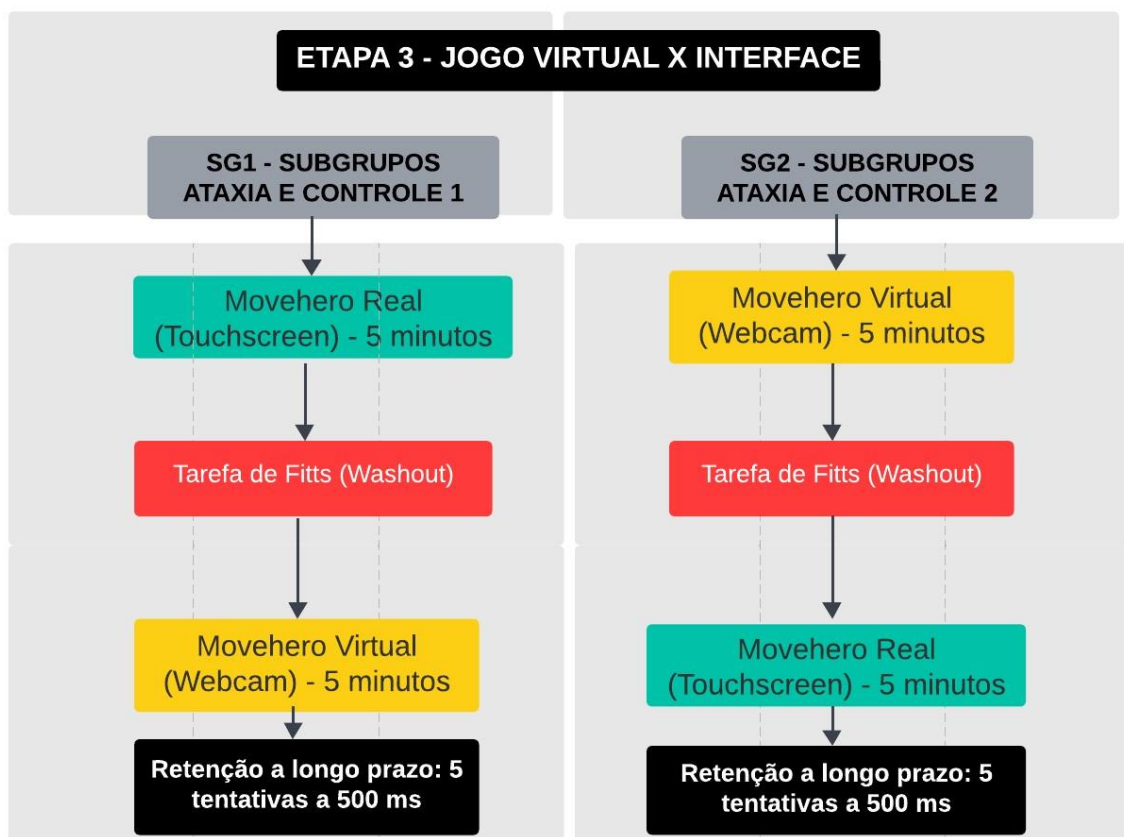 ETAPA 3 - JOGO VIRTUAL X INTERFACE
SG1 - SUBGRUPOS
ATAXIA E CONTROLE 1
Movehero Real
(Touchscreen) - 5 minutos
Tarefa de Fitts (Washout)
Movehero Virtual
(Webcam) - 5 minutos
Retenção a longo prazo: 5
tentativas a 500 ms
SG2 - SUBGRUPOS
ATAXIA E CONTROLE 2
Movehero Virtual
(Webcam) - 5 minutos
Tarefa de Fitts (Washout)
Movehero Real
(Touchscreen) - 5 minutos
Retenção a longo prazo: 5
tentativas a 500 ms